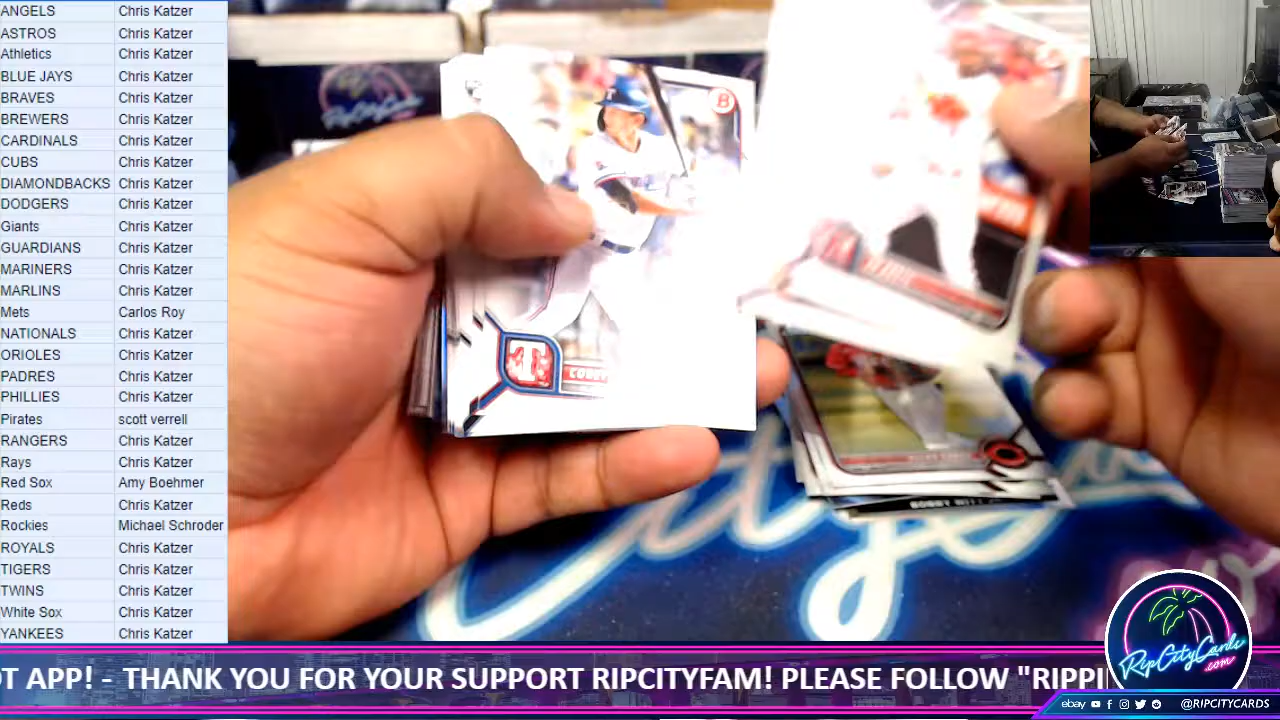 ANGELS Chris Katzer
ASTROS Chris Katzer
Athletics Chris Katzer
BLUE JAYS Chris Katzer
BRAVES Chris Katzer
BREWERS Chris Katzer
CARDINALS Chris Katzer
CUBS Chris Katzer
DIAMONDBACKS Chris Katzer
DODGERS Chris Katzer
Giants Chris Katzer
GUARDIANS Chris Katzer
MARINERS Chris Katzer
MARLINS Chris Katzer
Mets Carlos Roy
NATIONALS Chris Katzer
ORIOLES Chris Katzer
PADRES Chris Katzer
PHILLIES Chris Katzer
Pirates scott verrell
RANGERS Chris Katzer
Rays Chris Katzer
Red Sox Amy Boehmer
Reds Chris Katzer
Rockies Michael Schroder
ROYALS Chris Katzer
TIGERS Chris Katzer
TWINS Chris Katzer
White Sox Chris Katzer
YANKEES Chris Katzer
RipCityCards
B
T
T
BOBBY
City
RipCityCards
.com
OT APP! - THANK YOU FOR YOUR SUPPORT RIPCITYFAM! PLEASE FOLLOW "RIPPI
ebay @RIPCITYCARDS